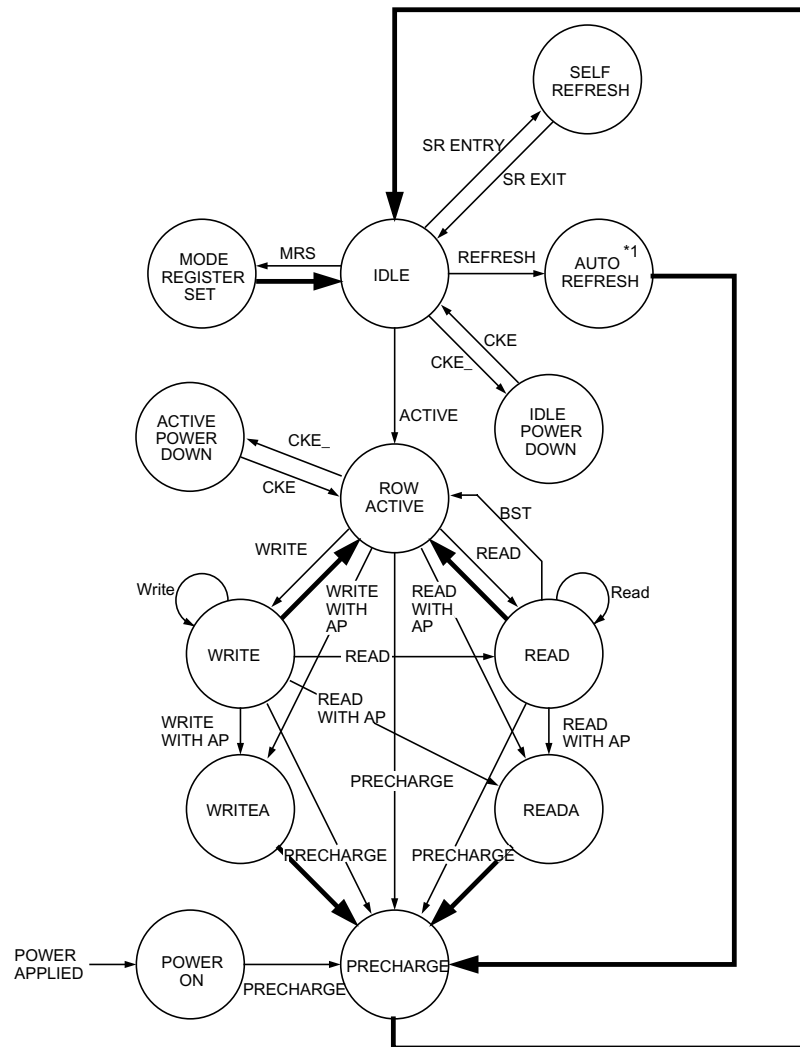 SELF
REFRESH
SR ENTRY
SR EXIT
MODE
REGISTER
SET
MRS
IDLE
REFRESH
AUTO *1
REFRESH
CKE
CKE_
ACTIVE
IDLE
POWER
DOWN
ACTIVE
POWER
DOWN
CKE_
CKE
ROW
ACTIVE
BST
WRITE
READ
Write
WRITE
WITH
AP
READ
WITH
AP
Read
WRITE
READ
READ
READ
WITH AP
WRITE
WITH AP
READ
WITH AP
PRECHARGE
WRITEA
READA
PRECHARGE
PRECHARGE
POWER
APPLIED
POWER
ON
PRECHARGE
PRECHARGE